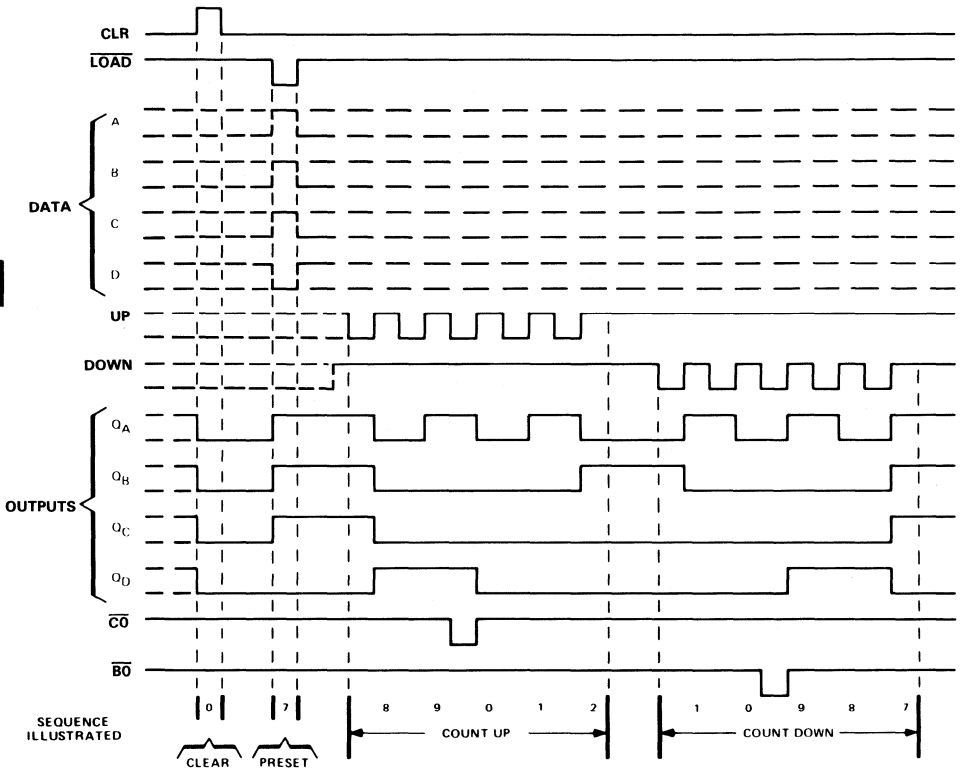 CLR
LOAD
A
B
C
D
DATA
UP
DOWN
QA
QB
QC
QD
OUTPUTS
CO
BO
SEQUENCE
ILLUSTRATED
0 7 8 9 0 1 2 1 0 9 8 7
CLEAR PRESET COUNT UP COUNT DOWN